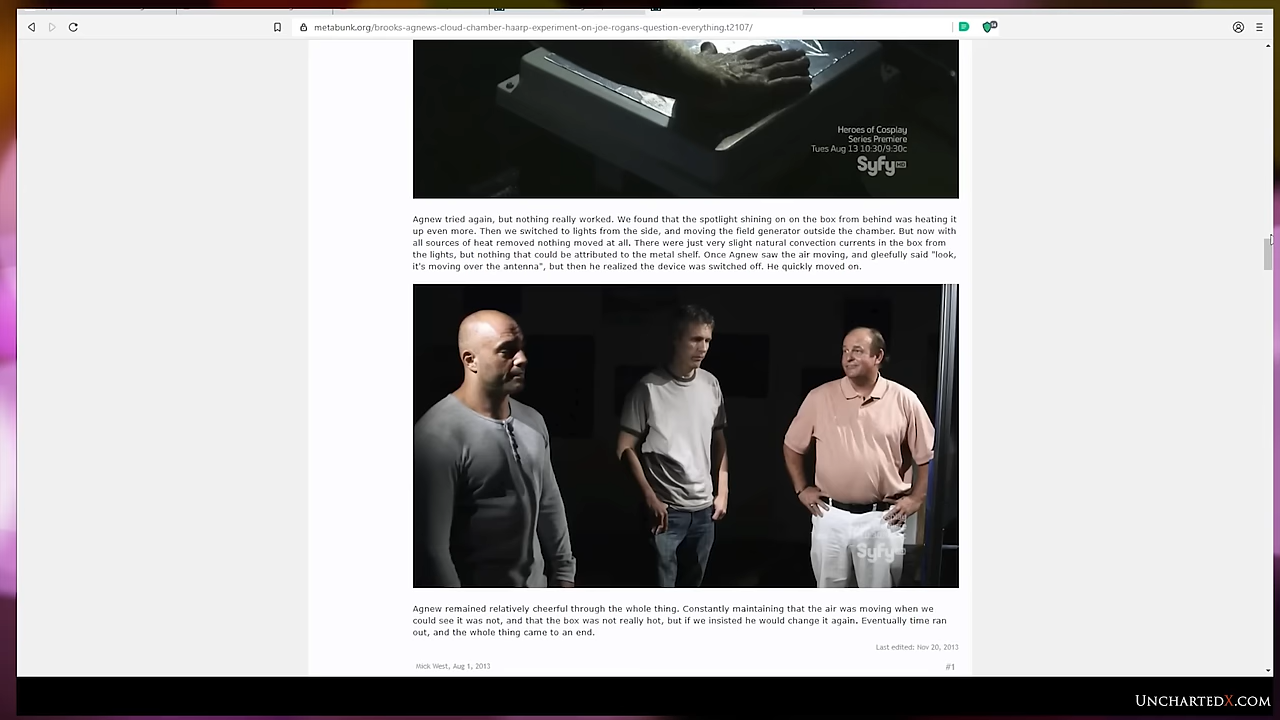 metabunk.org/brooks-agnews-cloud-chamber-haarp-experiment-on-joe-rogans-question-everything.t2107/
Heroes of Cosplay
Series Premiere
Tues Aug 13 10:30/9:30c
Syfy HD
Agnew tried again, but nothing really worked. We found that the spotlight shining on on the box from behind was heating it
up even more. Then we switched to lights from the side, and moving the field generator outside the chamber. But now with
all sources of heat removed nothing moved at all. There were just very slight natural convection currents in the box from
the lights, but nothing that could be attributed to the metal shelf. Once Agnew saw the air moving, and gleefully said "look,
it's moving over the antenna", but then he realized the device was switched off. He quickly moved on.
Syfy HD
Agnew remained relatively cheerful through the whole thing. Constantly maintaining that the air was moving when we
could see it was not, and that the box was not really hot, but if we insisted he would change it again. Eventually time ran
out, and the whole thing came to an end.
Last edited: Nov 20, 2013
Mick West, Aug 1, 2013
#1
UNCHARTEDX.COM